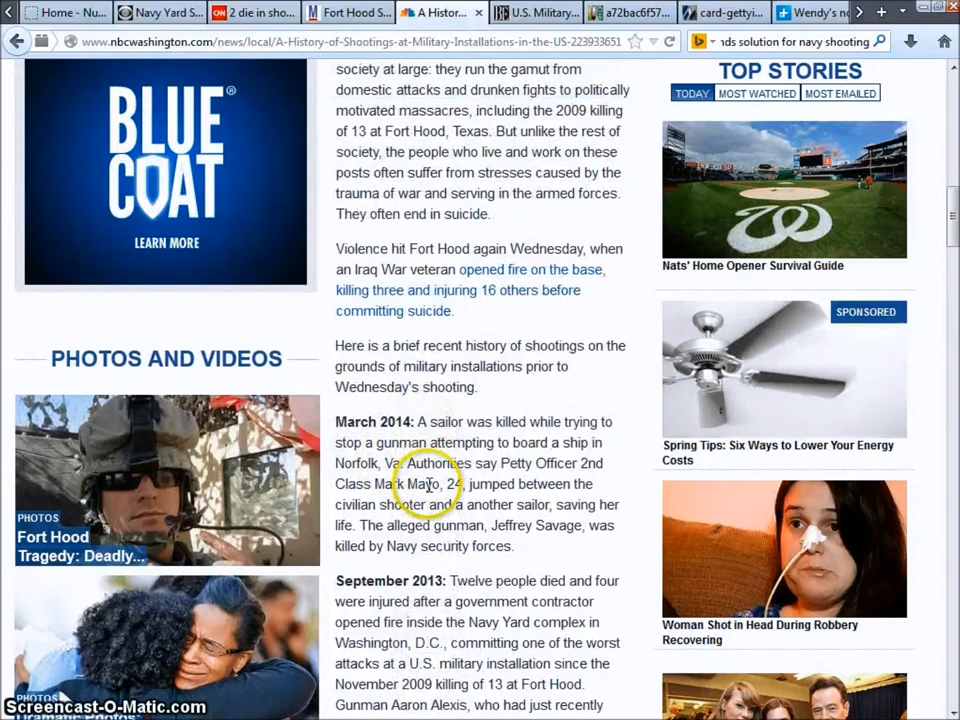 Home - Nu...
Navy Yard S...
2 die in sho...
Fort Hood S...
A Histor...
U.S. Military...
a72bac6f57...
card-gettyi...
Wendy's no
www.nbcwashington.com/news/local/A-History-of-Shootings-at-Military-Installations-in-the-US-223933651
nds solution for navy shooting
BLUE
COAT®
LEARN MORE
PHOTOS AND VIDEOS
PHOTOS
Fort Hood
Tragedy: Deadly...
PHOTOS
society at large: they run the gamut from
domestic attacks and drunken fights to politically
motivated massacres, including the 2009 killing
of 13 at Fort Hood, Texas. But unlike the rest of
society, the people who live and work on these
posts often suffer from stresses caused by the
trauma of war and serving in the armed forces.
They often end in suicide.
Violence hit Fort Hood again Wednesday, when
an Iraq War veteran opened fire on the base,
killing three and injuring 16 others before
committing suicide.
Here is a brief recent history of shootings on the
grounds of military installations prior to
Wednesday's shooting.
March 2014: A sailor was killed while trying to
stop a gunman attempting to board a ship in
Norfolk, Va. Authorities say Petty Officer 2nd
Class Mark Mayo, 24, jumped between the
civilian shooter and a another sailor, saving her
life. The alleged gunman, Jeffrey Savage, was
killed by Navy security forces.
September 2013: Twelve people died and four
were injured after a government contractor
opened fire inside the Navy Yard complex in
Washington, D.C., committing one of the worst
attacks at a U.S. military installation since the
November 2009 killing of 13 at Fort Hood.
Gunman Aaron Alexis, who had just recently
TOP STORIES
TODAY MOST WATCHED MOST EMAILED
Nats' Home Opener Survival Guide
SPONSORED
Spring Tips: Six Ways to Lower Your Energy
Costs
Woman Shot in Head During Robbery
Recovering
Screencast-O-Matic.com